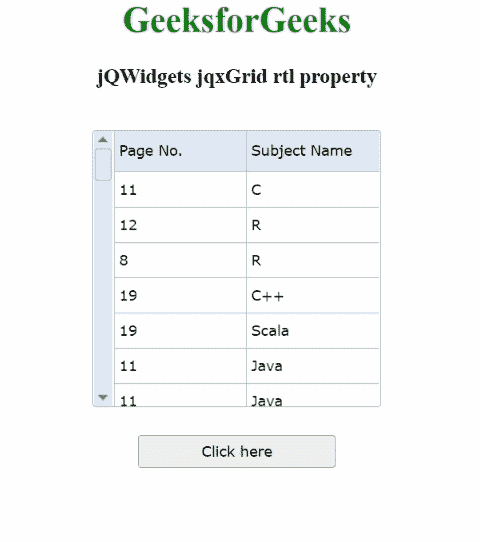 GeeksforGeeks
jQWidgets jqxGrid rtl property
Page No. Subject Name
11 C
12 R
8 R
19 C++
19 Scala
11 Java
11 Java
Click here